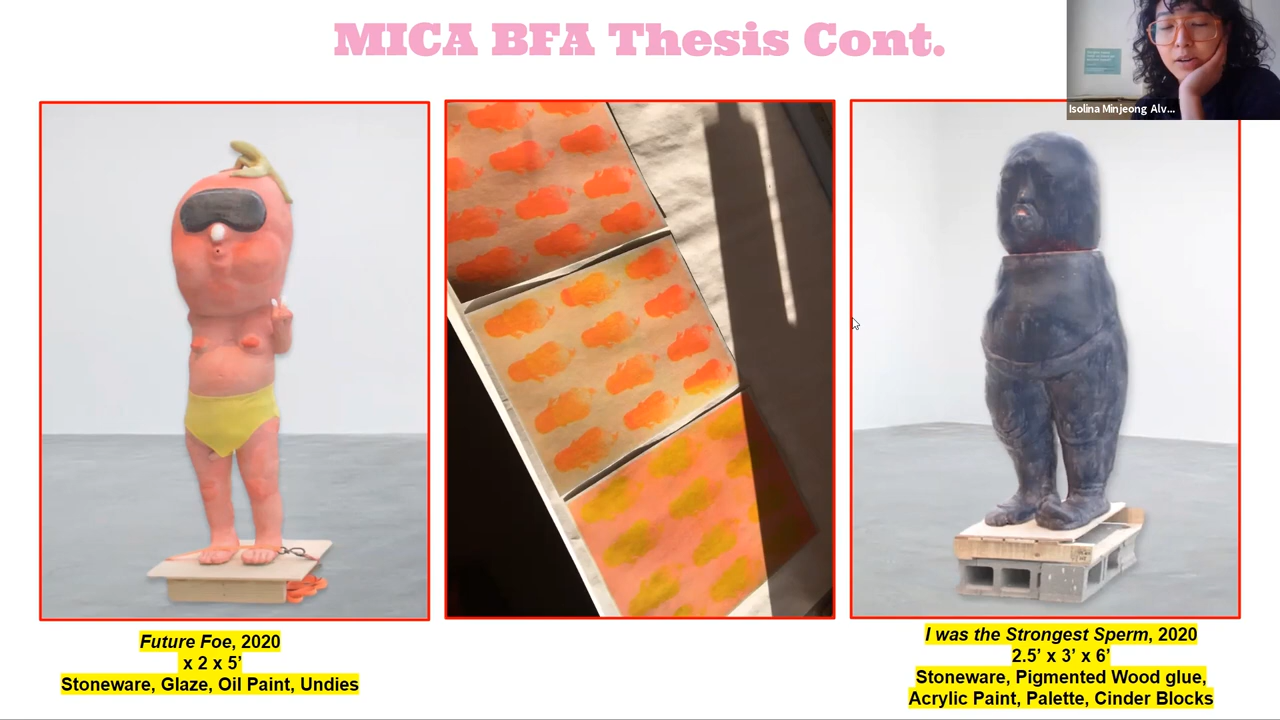 MICA BFA Thesis Cont.
Isolina Minjeong Alv...
Future Foe, 2020
x 2 x 5’
Stoneware, Glaze, Oil Paint, Undies
I was the Strongest Sperm, 2020
2.5’ x 3’ x 6’
Stoneware, Pigmented Wood glue,
Acrylic Paint, Palette, Cinder Blocks